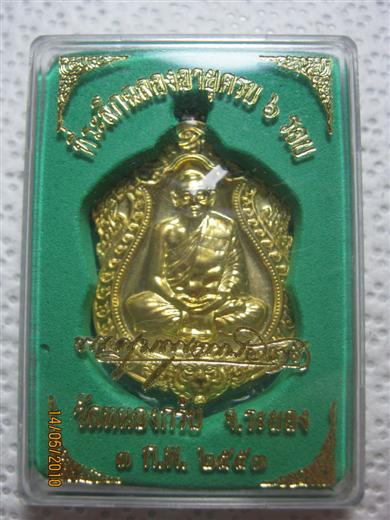 ที่ระลึกฉลองอายุครบ ๖ รอบ
วัดหนองกรับ จ.ระยอง
๓ ก.พ. ๒๕๕๓
14/05/2010